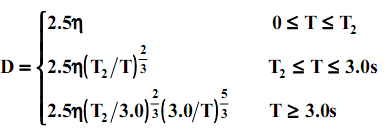 2.5η 0 ≤ T ≤ T₂
D = { 2.5η(T₂/T)^(2/3) T₂ ≤ T ≤ 3.0s
2.5η(T₂/3.0)^(2/3)(3.0/T)^(5/3) T ≥ 3.0s